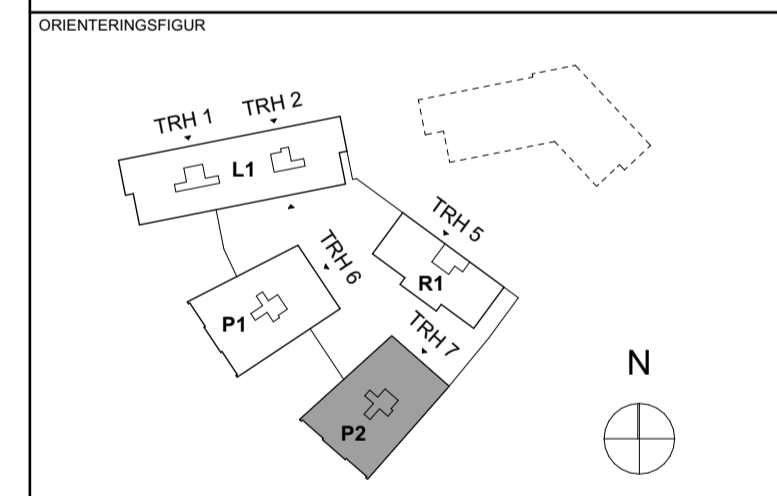 ORIENTERINGSFIGUR
TRH 1
TRH 2
L1
TRH 5
TRH 6
R1
P1
TRH 7
N
P2